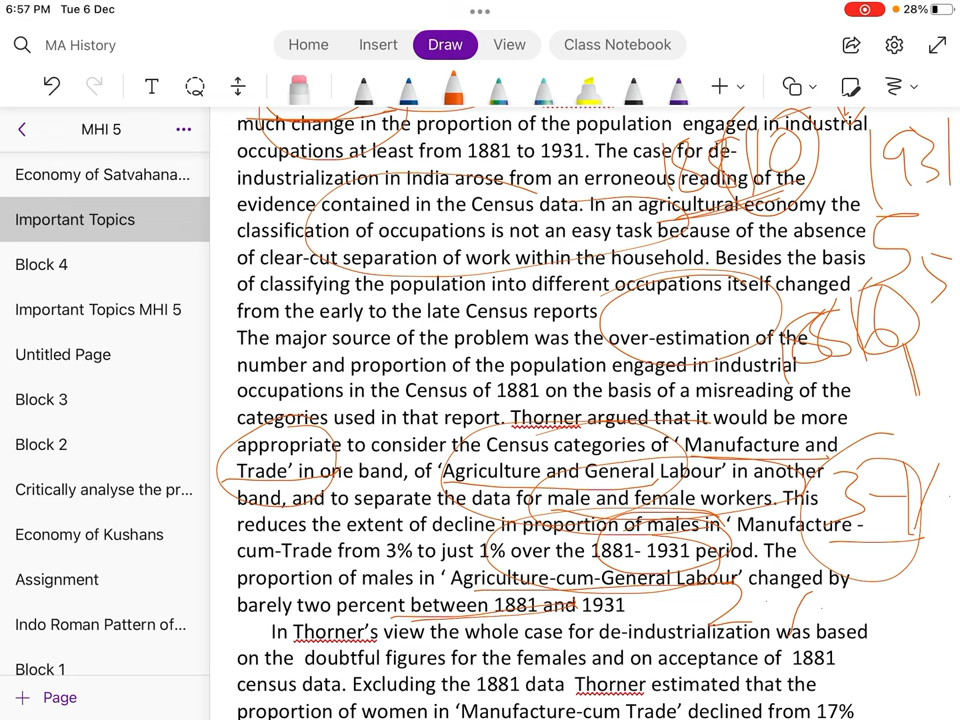 6:57 PM Tue 6 Dec
28%
MA History
Home Insert Draw View Class Notebook
T
MHI 5
Economy of Satvahana...
Important Topics
Block 4
Important Topics MHI 5
Untitled Page
Block 3
Block 2
Critically analyse the pr...
Economy of Kushans
Assignment
Indo Roman Pattern of...
Block 1
+ Page
much change in the proportion of the population engaged in industrial
occupations at least from 1881 to 1931. The case for de-
industrialization in India arose from an erroneous reading of the
evidence contained in the Census data. In an agricultural economy the
classification of occupations is not an easy task because of the absence
of clear-cut separation of work within the household. Besides the basis
of classifying the population into different occupations itself changed
from the early to the late Census reports
The major source of the problem was the over-estimation of the
number and proportion of the population engaged in industrial
occupations in the Census of 1881 on the basis of a misreading of the
categories used in that report. Thorner argued that it would be more
appropriate to consider the Census categories of ‘ Manufacture and
Trade’ in one band, of ‘Agriculture and General Labour’ in another
band, and to separate the data for male and female workers. This
reduces the extent of decline in proportion of males in ‘ Manufacture -
cum-Trade from 3% to just 1% over the 1881- 1931 period. The
proportion of males in ‘ Agriculture-cum-General Labour’ changed by
barely two percent between 1881 and 1931
In Thorner’s view the whole case for de-industrialization was based
on the doubtful figures for the females and on acceptance of 1881
census data. Excluding the 1881 data Thorner estimated that the
proportion of women in ‘Manufacture-cum Trade’ declined from 17%
1931
5
10
2